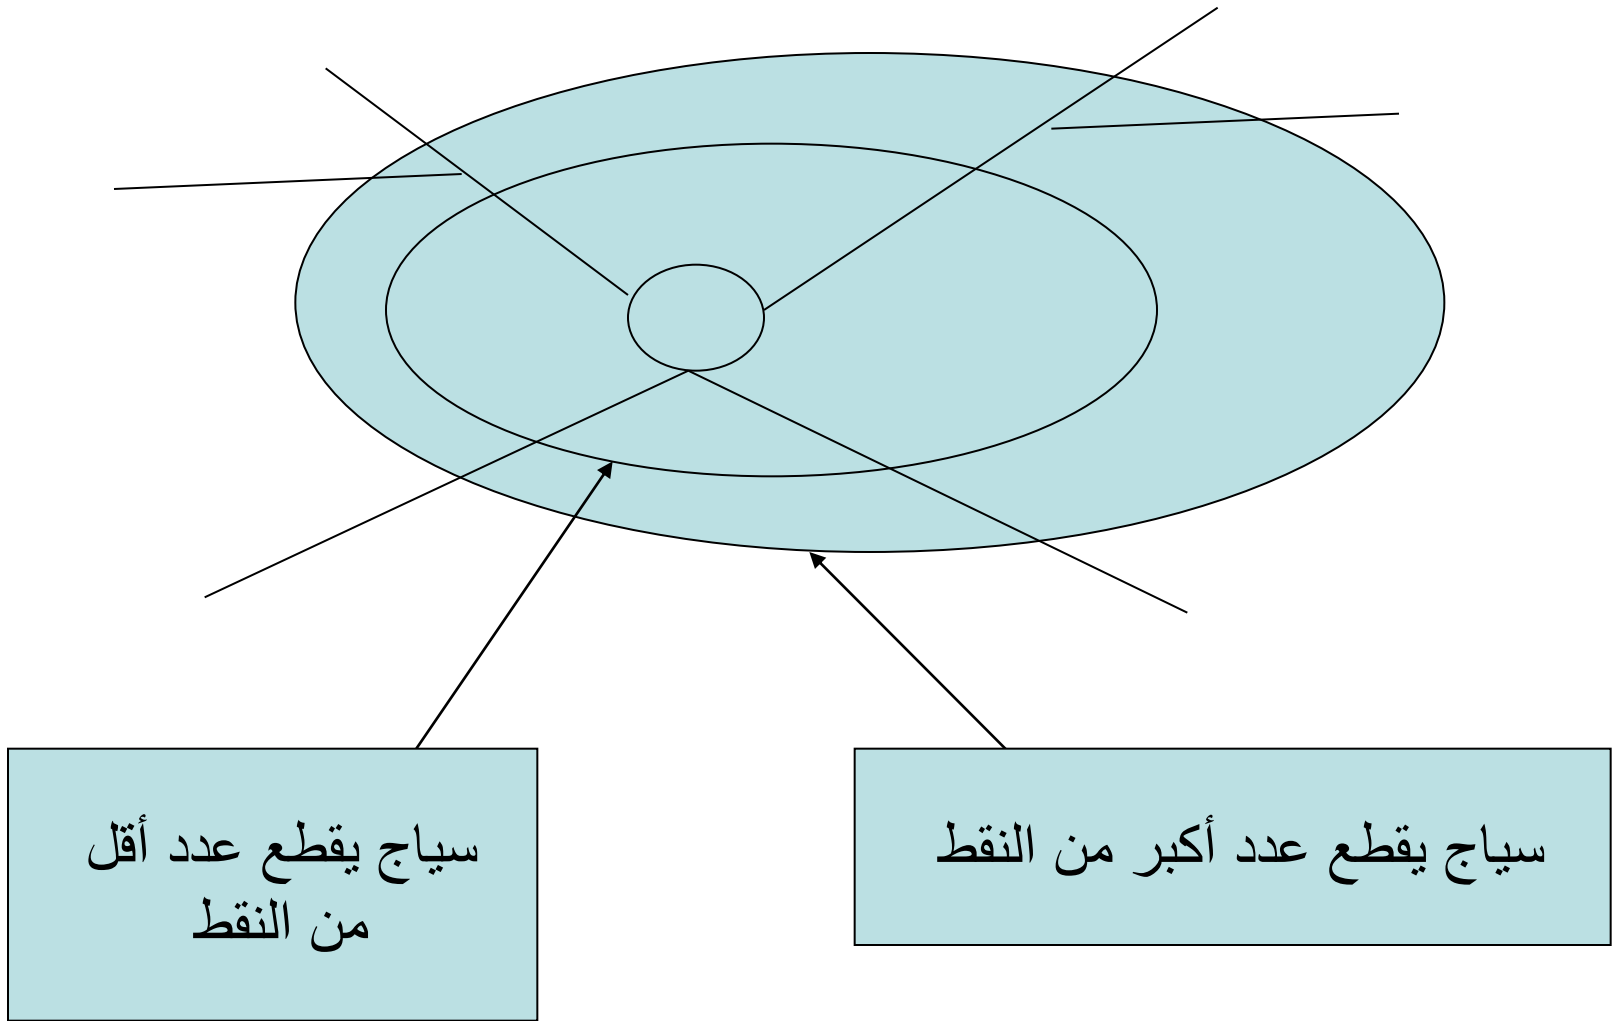 سياج يقطع عدد أكبر من النقط
سياج يقطع عدد أقل
من النقط